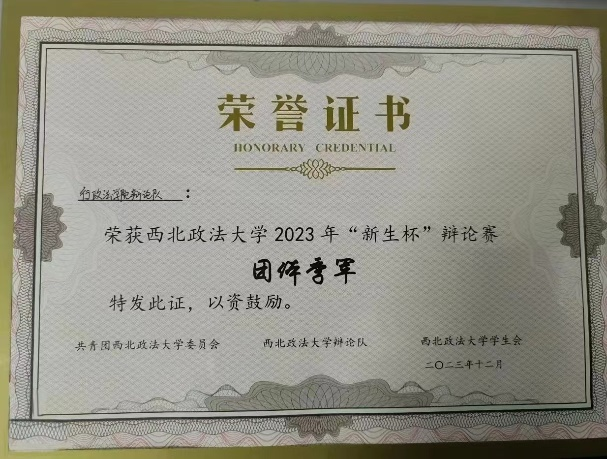 荣誉证书
HONORARY CREDENTIAL
行政法学院辩论队：
荣获西北政法大学2023年“新生杯”辩论赛
团体季军
特发此证，以资鼓励。
共青团西北政法大学委员会 西北政法大学辩论队 西北政法大学学生会
二〇二三年十二月